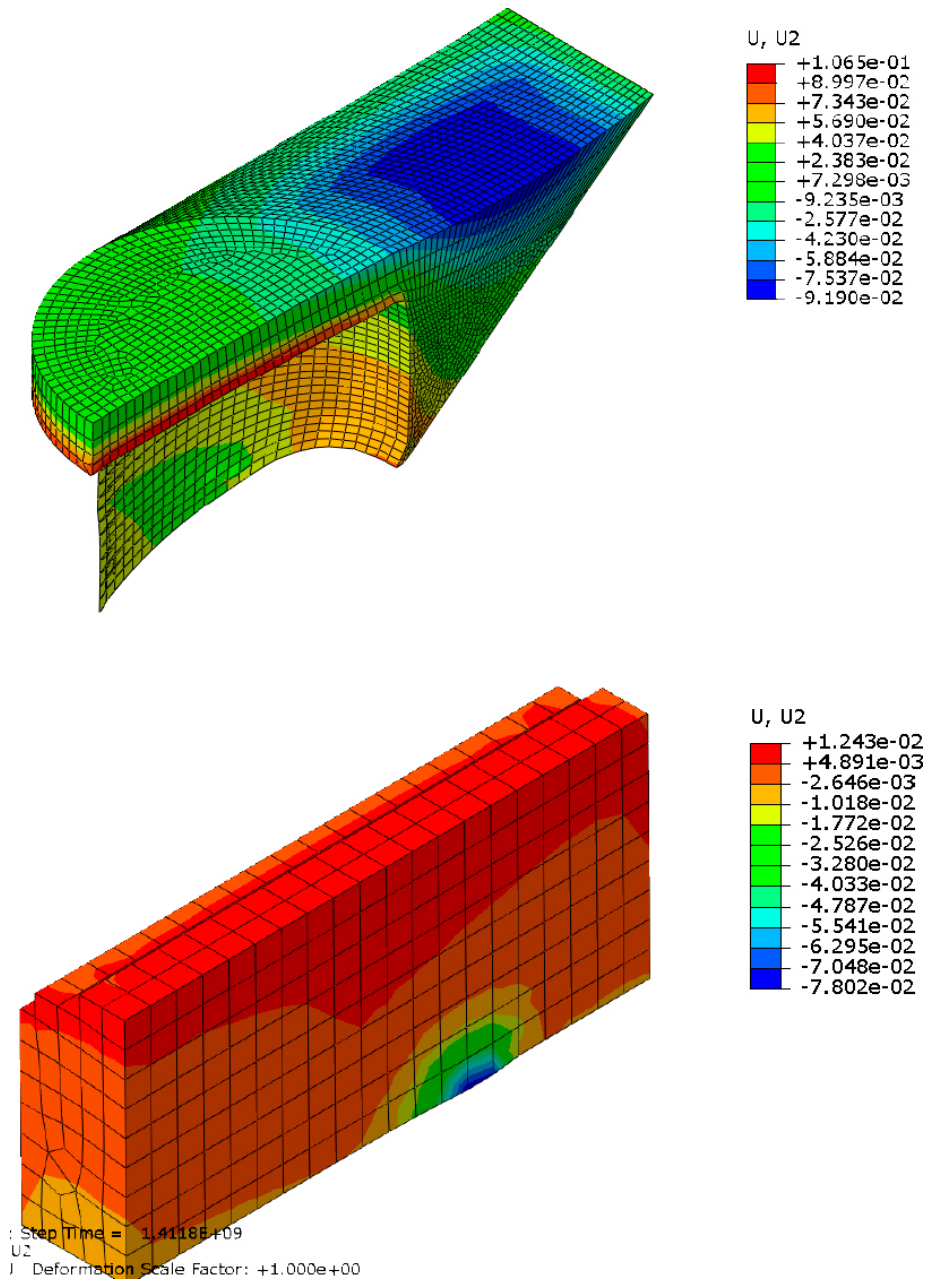 U, U2
+1.065e-01
+8.997e-02
+7.343e-02
+5.690e-02
+4.037e-02
+2.383e-02
+7.298e-03
-9.235e-03
-2.577e-02
-4.230e-02
-5.884e-02
-7.537e-02
-9.190e-02
U, U2
+1.243e-02
+4.891e-03
-2.646e-03
-1.018e-02
-1.772e-02
-2.526e-02
-3.280e-02
-4.033e-02
-4.787e-02
-5.541e-02
-6.295e-02
-7.048e-02
-7.802e-02
: Step Time = 1.4118E+09
U2
Deformation Scale Factor: +1.000e+00